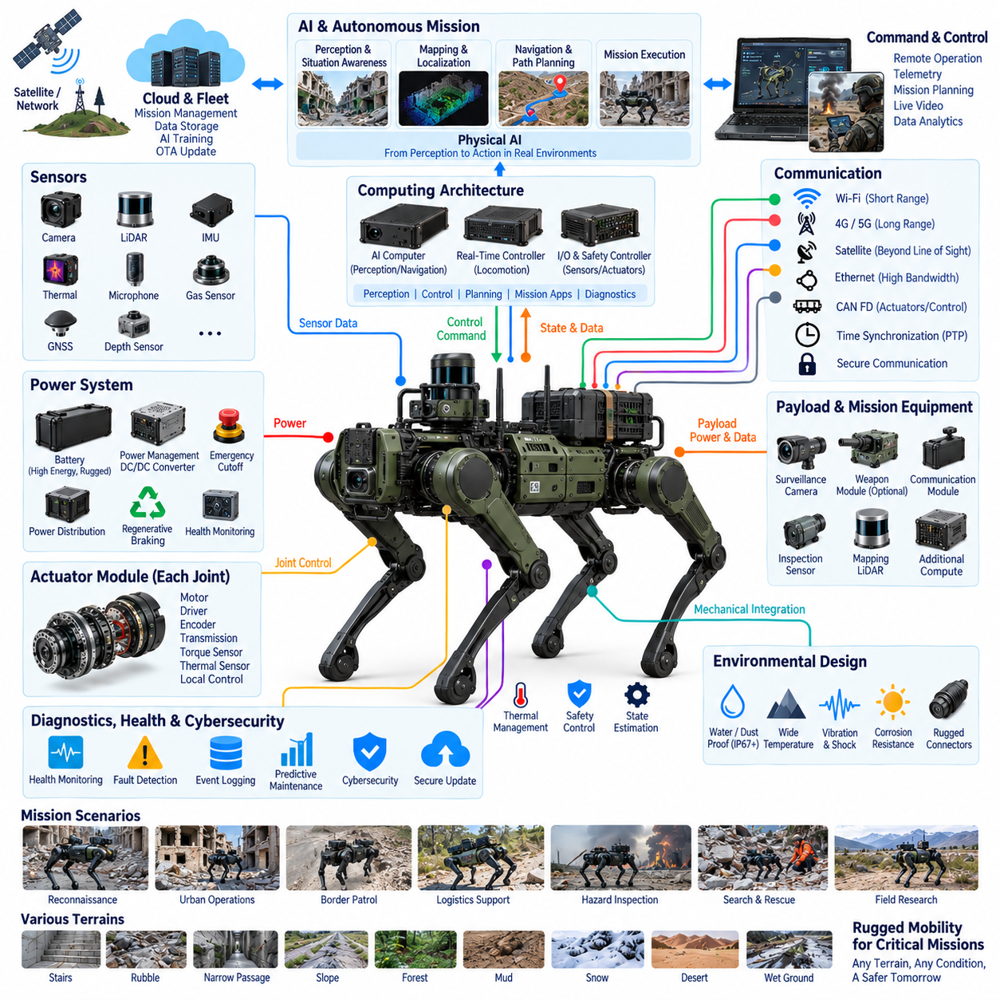 Satellite /
Network
Cloud & Fleet
Mission Management
Data Storage
AI Training
OTA Update
AI & Autonomous Mission
Perception &
Situation Awareness
Mapping &
Localization
Navigation &
Path Planning
Mission Execution
Physical AI
From Perception to Action in Real Environments
Command & Control
Remote Operation
Telemetry
Mission Planning
Live Video
Data Analytics
Sensors
Camera
LiDAR
IMU
Thermal
Microphone
Gas Sensor
GNSS
Depth Sensor
...
Computing Architecture
AI Computer
(Perception/Navigation)
Real-Time Controller
(Locomotion)
I/O & Safety Controller
(Sensors/Actuators)
Perception | Control | Planning | Mission Apps | Diagnostics
Communication
Wi-Fi (Short Range)
4G / 5G (Long Range)
Satellite (Beyond Line of Sight)
Ethernet (High Bandwidth)
CAN FD (Actuators/Control)
Time Synchronization (PTP)
Secure Communication
Sensor Data
Control
Command
State & Data
Power System
Battery
(High Energy, Rugged)
Power Management
DC/DC Converter
Emergency
Cutoff
Power Distribution
Regenerative
Braking
Health Monitoring
Power
Payload
Power & Data
Payload & Mission Equipment
Surveillance
Camera
Weapon
Module (Optional)
Communication
Module
Inspection
Sensor
Mapping
LiDAR
Additional
Compute
Joint Control
Actuator Module (Each Joint)
Motor
Driver
Encoder
Transmission
Torque Sensor
Thermal Sensor
Local Control
Mechanical Integration
Environmental Design
Water / Dust
Proof (IP67+)
Wide
Temperature
Vibration
& Shock
Corrosion
Resistance
Rugged
Connectors
Thermal
Management
Safety
Control
State
Estimation
Diagnostics, Health & Cybersecurity
Health Monitoring
Fault Detection
Event Logging
Predictive
Maintenance
Cybersecurity
Secure Update
Mission Scenarios
Reconnaissance
Urban Operations
Border Patrol
Logistics Support
Hazard Inspection
Search & Rescue
Field Research
Various Terrains
Stairs
Rubble
Narrow Passage
Slope
Forest
Mud
Snow
Desert
Wet Ground
Rugged Mobility
for Critical Missions
Any Terrain, Any Condition,
A Safer Tomorrow